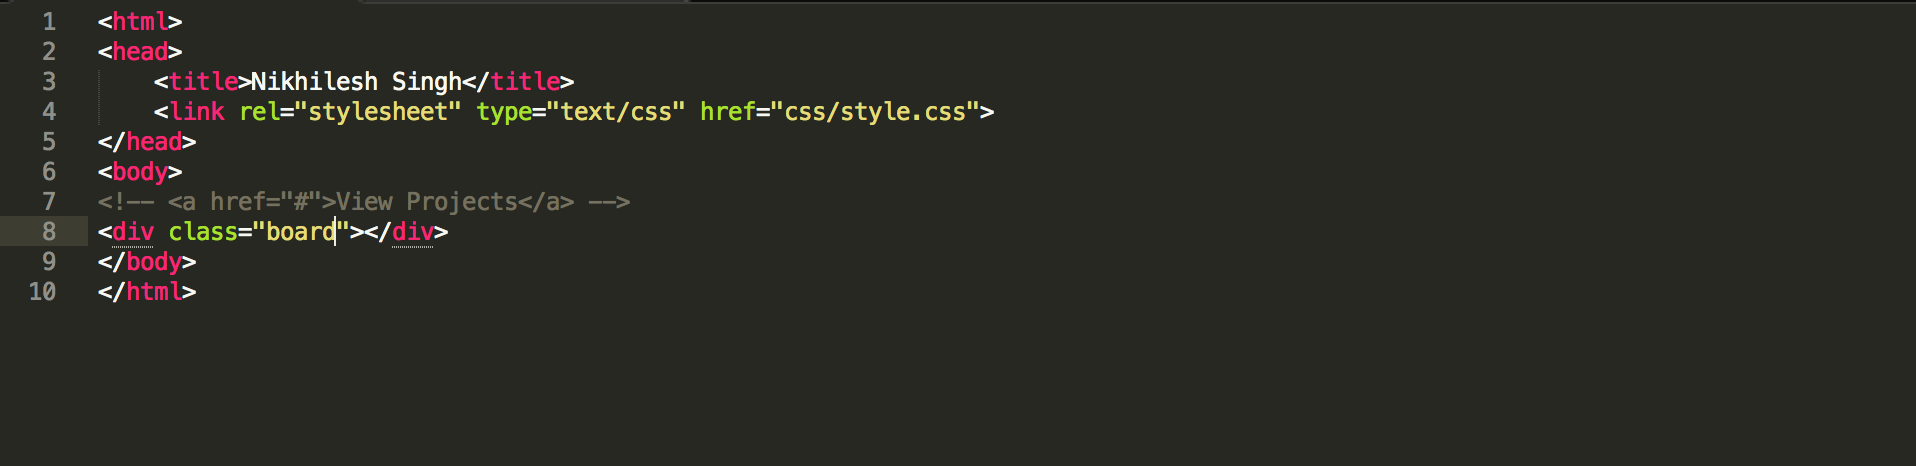 1 <html>
2 <head>
3     <title>Nikhilesh Singh</title>
4     <link rel="stylesheet" type="text/css" href="css/style.css">
5 </head>
6 <body>
7 <!-- <a href="#">View Projects</a> -->
8 <div class="board"></div>
9 </body>
10 </html>